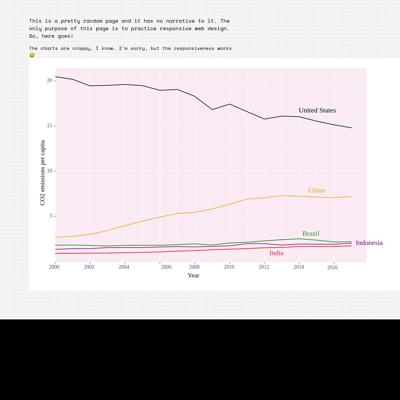 This is a pretty random page and it has no narrative to it. The
only purpose of this page is to practice responsive web design.
So, here goes!
The charts are crappy, I know. I'm sorry, but the responsiveness works
😅
20
15
10
5
CO2 emissions per capita
United States
China
Brazil
Indonesia
India
2000 2002 2004 2006 2008 2010 2012 2014 2016
Year